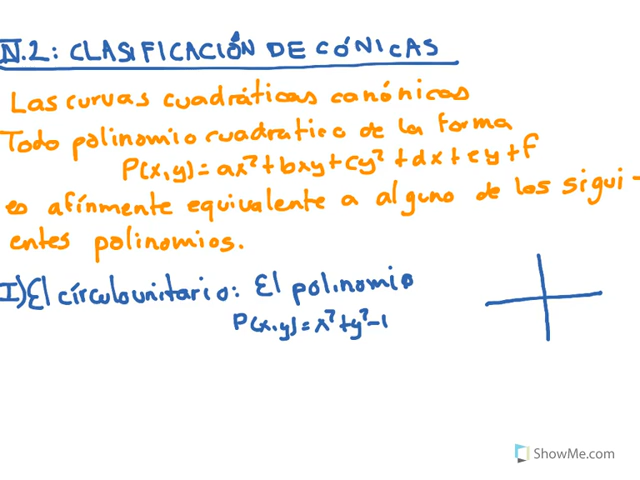 N.2: CLASIFICACIÓN DE CÓNICAS
Las curvas cuadráticas canónicas
Todo polinomio cuadratico de la forma
P(x,y)=ax²+bxy+cy²+dx+ey+f
es afínmente equivalente a alguno de los sigui-
entes polinomios.
I) El círculo unitario: El polinomio
P(x,y)=x²+y²-1
ShowMe.com